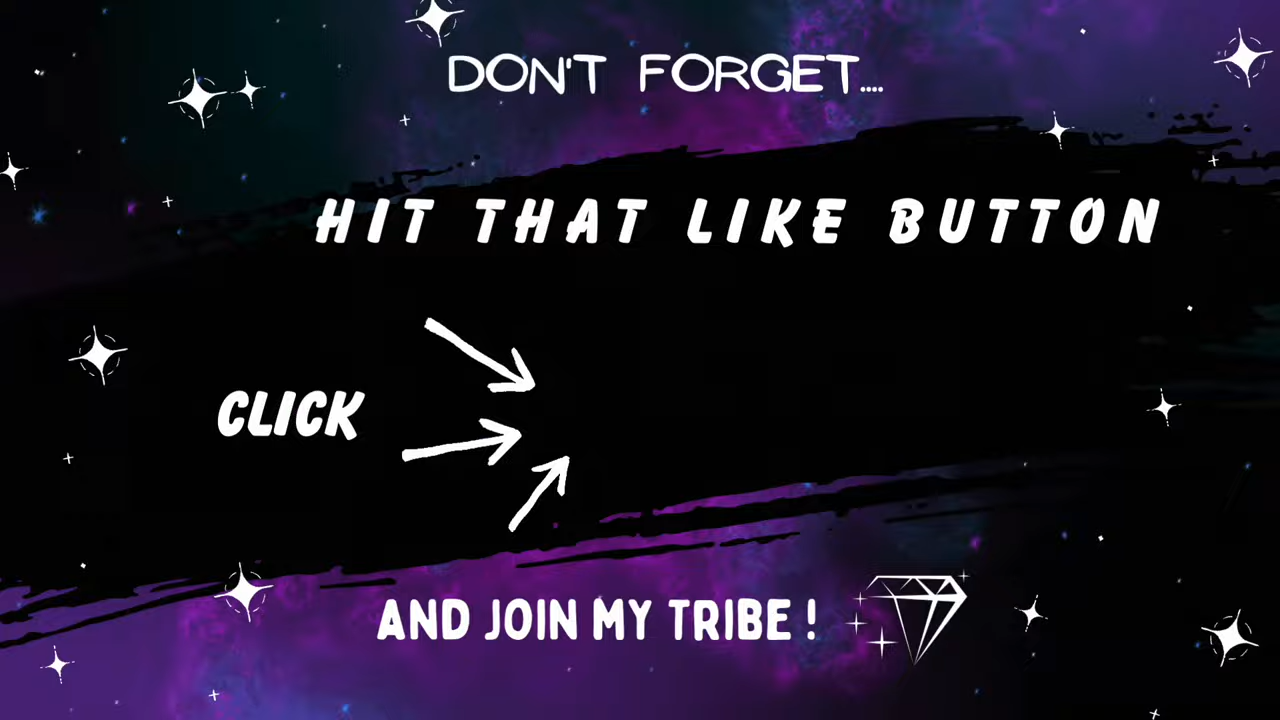 DON'T FORGET....
HIT THAT LIKE BUTTON
CLICK
AND JOIN MY TRIBE !